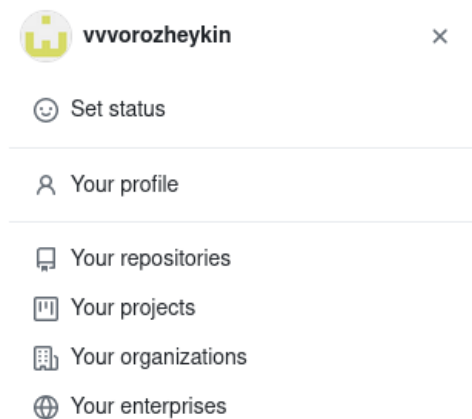 vvvorozheykin
Set status
Your profile
Your repositories
Your projects
Your organizations
Your enterprises